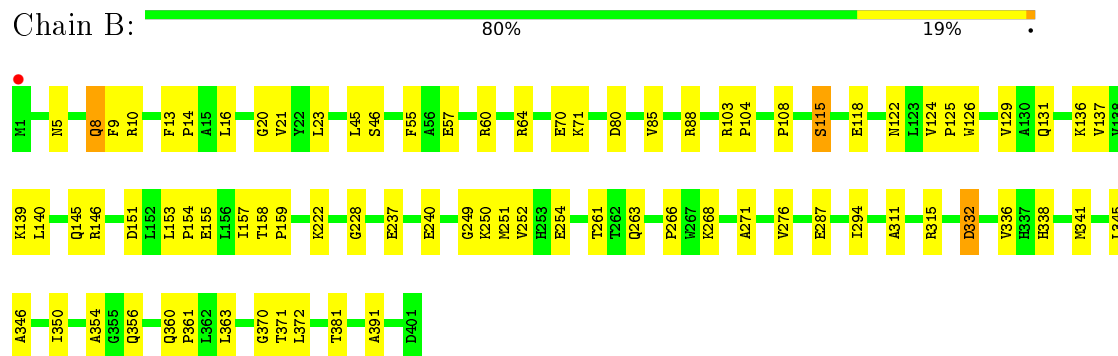 Chain B:
80% 19% •
M1 N5 Q8 F9 R10 F13 P14 A15 L16 G20 V21 Y22 L23 L45 S46 F55 A56 E57 R60 R64 E70 K71 D80 V85 R88 R103 P104 P108 S115 E118 N122 L123 V124 P125 W126 V129 A130 Q131 K136 V137
K139 L140 Q145 R146 D151 L152 L153 P154 E155 L156 I157 T158 P159 K222 G228 E237 E240 G249 K250 M251 V252 H253 E254 T261 T262 Q263 P266 W267 K268 A271 V276 E287 I294 A311 R315 D332 V336 H337 H338 M341 L345
A346 I350 A354 G355 Q356 Q360 P361 L362 L363 G370 T371 L372 T381 A391 D401